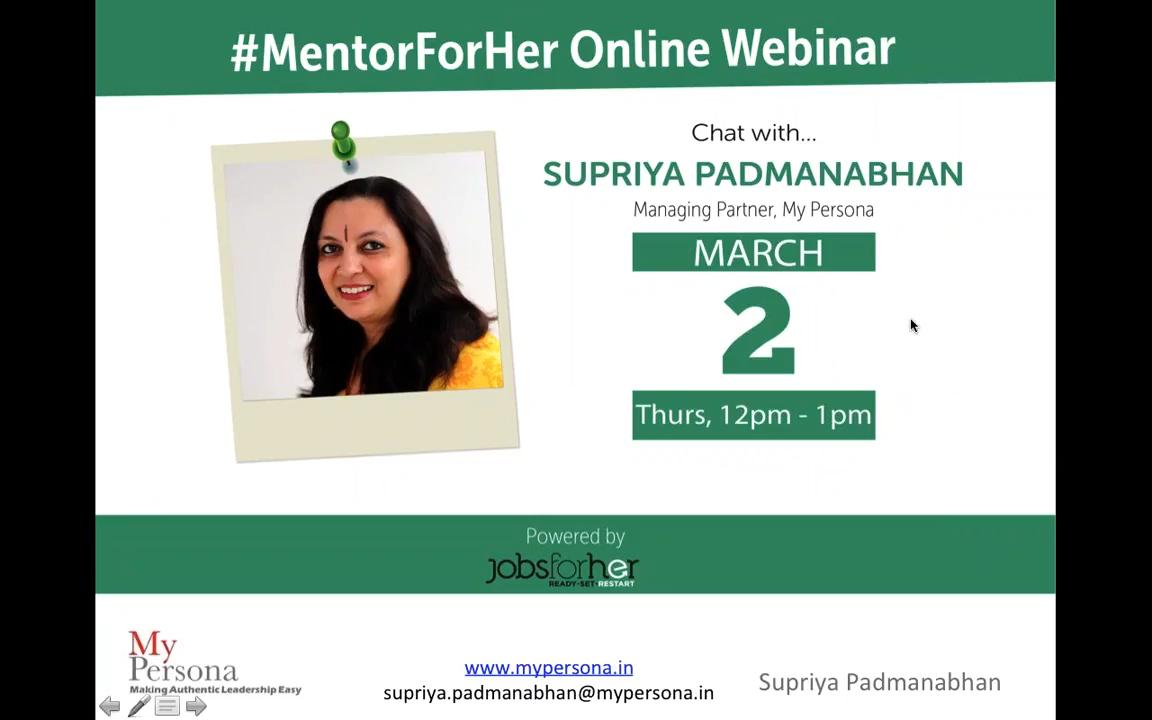 #MentorForHer Online Webinar
Chat with...
SUPRIYA PADMANABHAN
Managing Partner, My Persona
MARCH
2
Thurs, 12pm - 1pm
Powered by
jobsforher
READY-SET-RESTART
My
Persona
Making Authentic Leadership Easy
www.mypersona.in
supriya.padmanabhan@mypersona.in
Supriya Padmanabhan